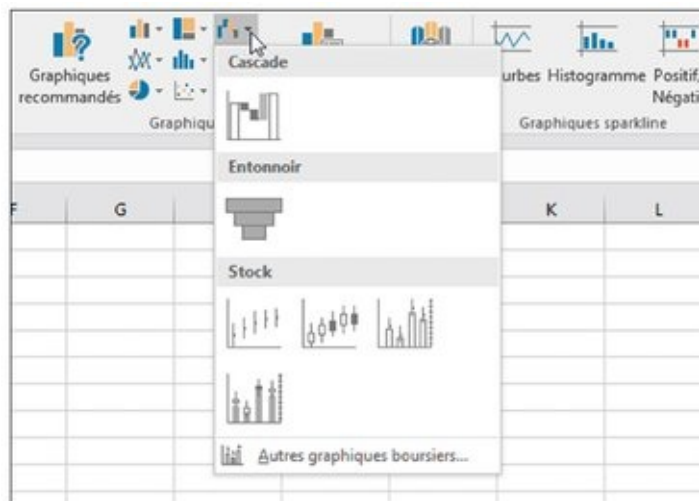 Graphiques
recommandés
Graphiqu
Cascade
Entonnoir
Stock
Autres graphiques boursiers...
urbes Histogramme Positif
Négati
Graphiques sparkline
F G K L